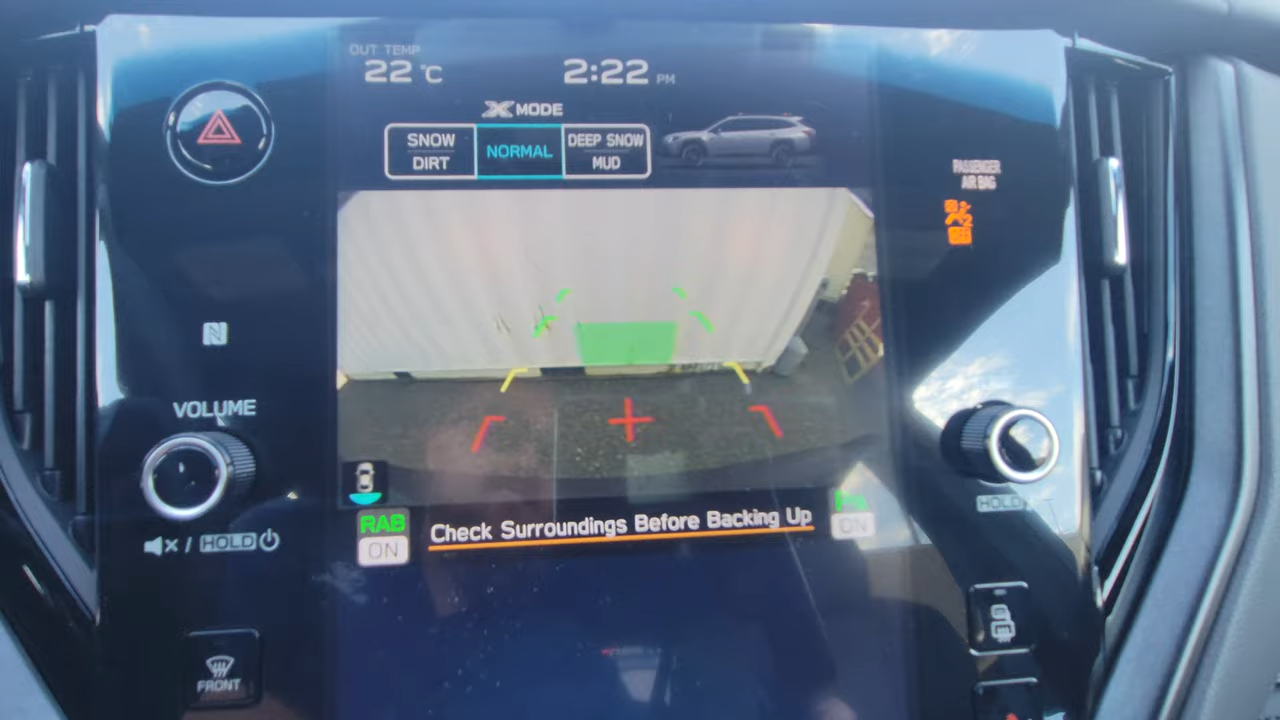 OUT TEMP
22 °C
2:22 PM
X MODE
SNOW
DIRT
NORMAL
DEEP SNOW
MUD
PASSENGER
AIR BAG
OFF
N
VOLUME
HOLD
RAB
ON
Check Surroundings Before Backing Up
ON
/ HOLD
FRONT